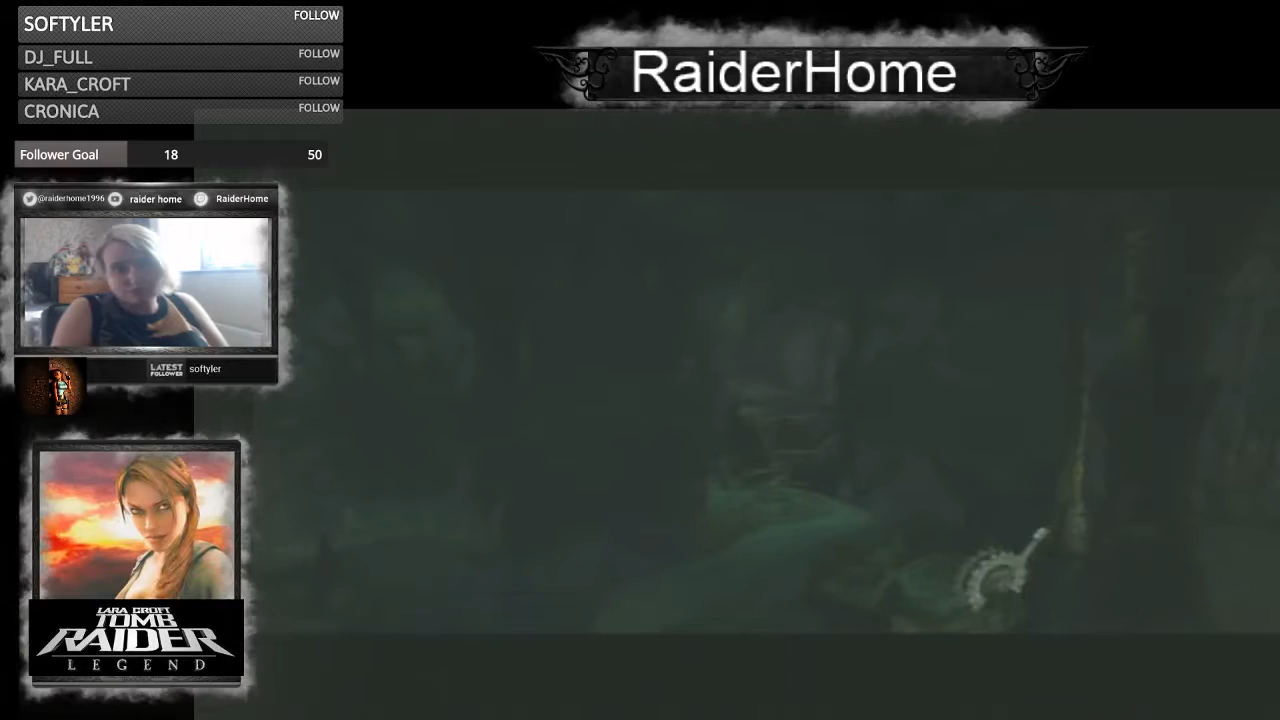 SOFTYLER FOLLOW
DJ_FULL FOLLOW
KARA_CROFT FOLLOW
CRONICA FOLLOW
RaiderHome
Follower Goal 18 50
@raiderhome1996 raider home RaiderHome
LATEST FOLLOWER softyler
LARA CROFT
TOMB
RAIDER
LEGEND